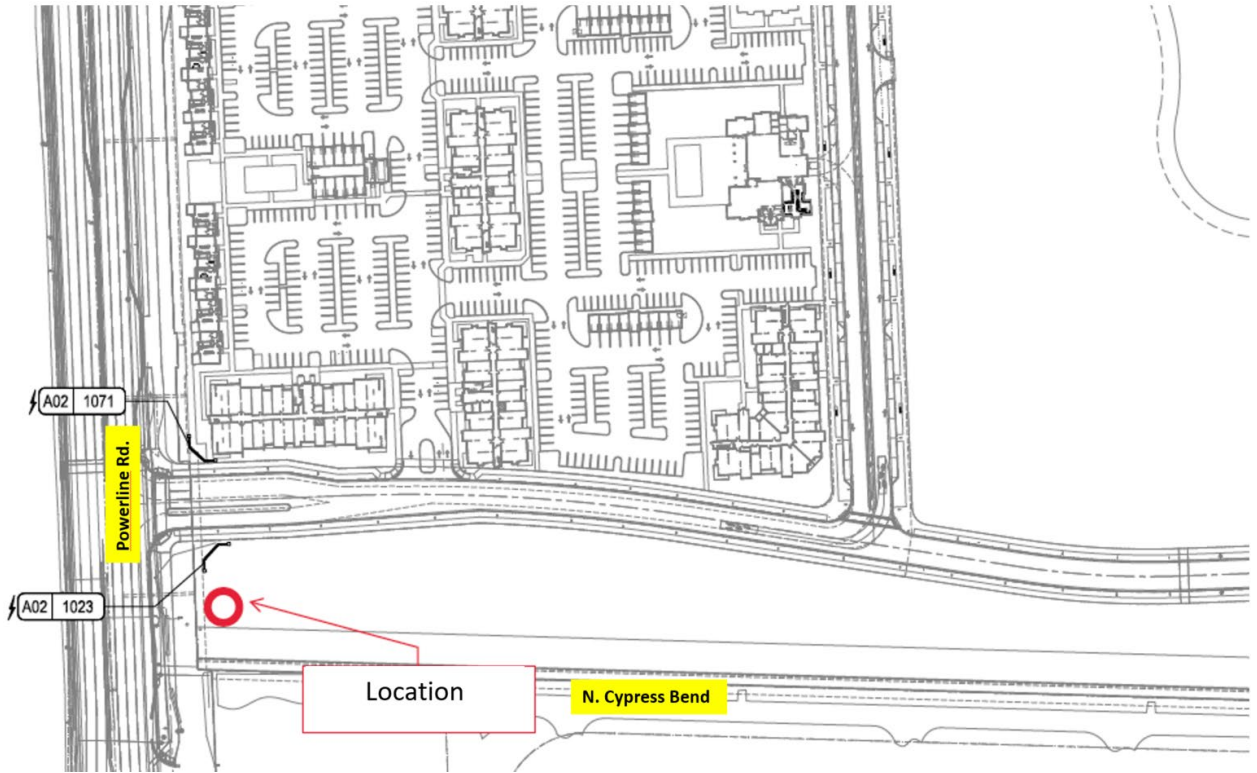 A02 1071
Powerline Rd.
A02 1023
Location
N. Cypress Bend